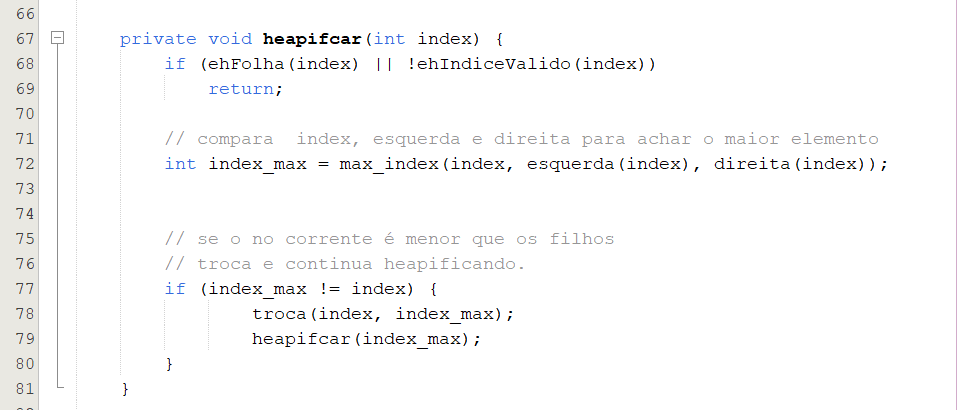 66
67 private void heapifcar(int index) {
68 if (ehFolha(index) || !ehIndiceValido(index))
69 return;
70
71 // compara  index, esquerda e direita para achar o maior elemento
72 int index_max = max_index(index, esquerda(index), direita(index));
73
74
75 // se o no corrente é menor que os filhos
76 // troca e continua heapificando.
77 if (index_max != index) {
78 troca(index, index_max);
79 heapifcar(index_max);
80 }
81 }